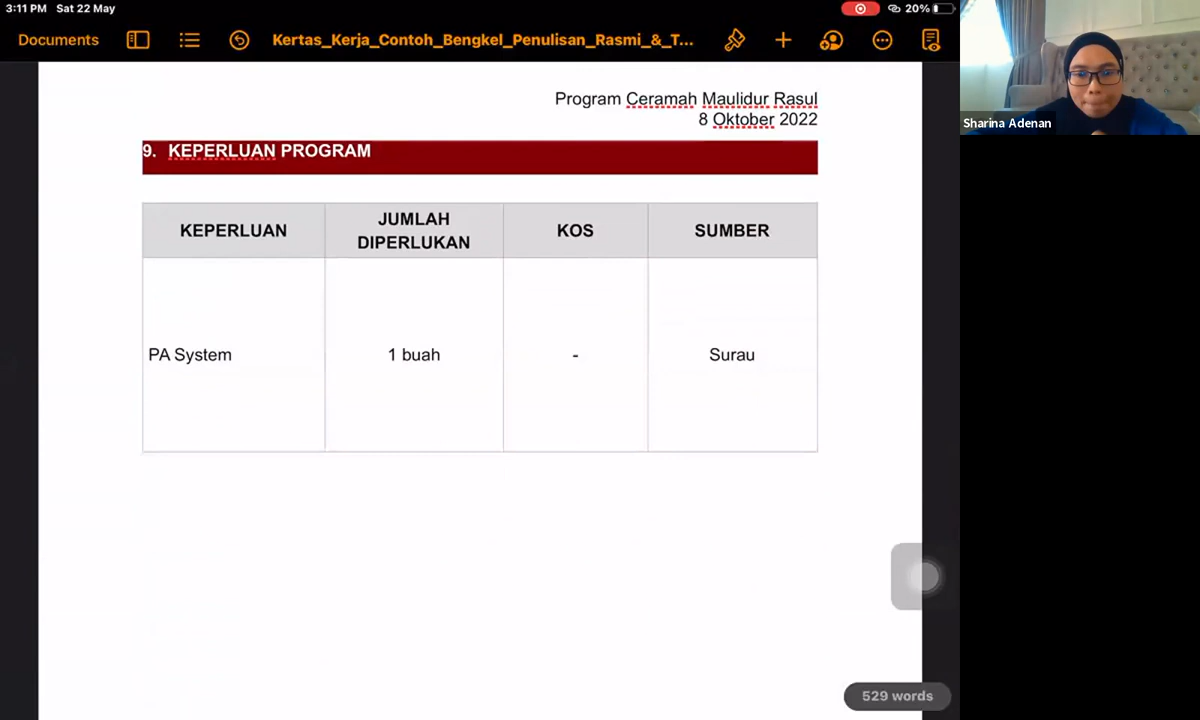 3:11 PM Sat 22 May
20%
Documents
Kertas_Kerja_Contoh_Bengkel_Penulisan_Rasmi_&_T...
Sharina Adenan
Program Ceramah Maulidur Rasul
8 Oktober 2022
9. KEPERLUAN PROGRAM
KEPERLUAN
JUMLAH
DIPERLUKAN
KOS
SUMBER
PA System
1 buah
-
Surau
529 words